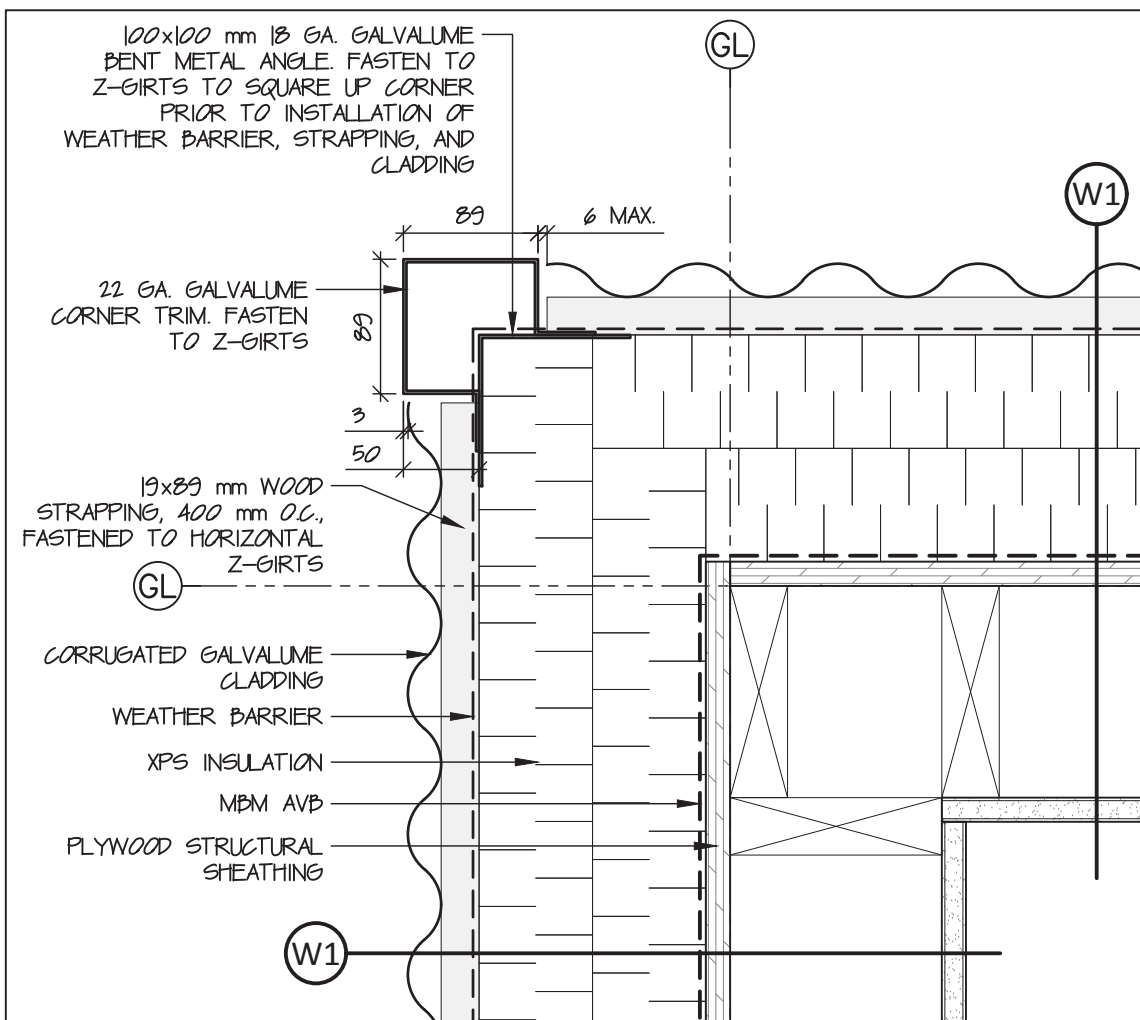 100x100 mm 18 GA. GALVALUME
BENT METAL ANGLE. FASTEN TO
Z-GIRTS TO SQUARE UP CORNER
PRIOR TO INSTALLATION OF
WEATHER BARRIER, STRAPPING, AND
CLADDING
GL
W1
89
6 MAX.
22 GA. GALVALUME
CORNER TRIM. FASTEN
TO Z-GIRTS
89
3
50
19x89 mm WOOD
STRAPPING, 400 mm O.C.,
FASTENED TO HORIZONTAL
Z-GIRTS
GL
CORRUGATED GALVALUME
CLADDING
WEATHER BARRIER
XPS INSULATION
MBM AVB
PLYWOOD STRUCTURAL
SHEATHING
W1